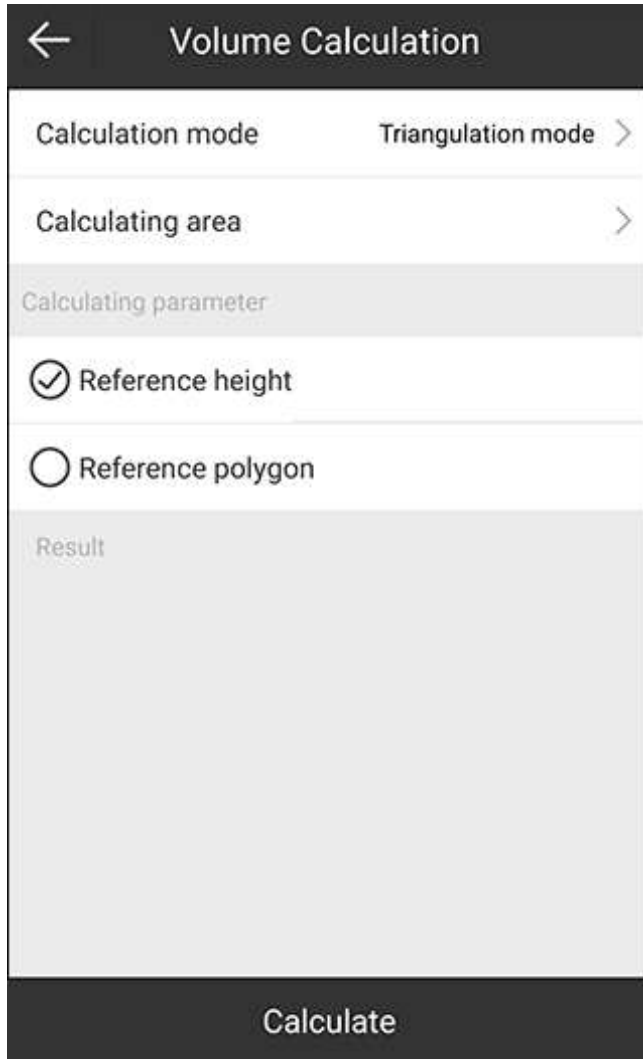 Volume Calculation
Calculation mode Triangulation mode
Calculating area
Calculating parameter
Reference height
Reference polygon
Result
Calculate